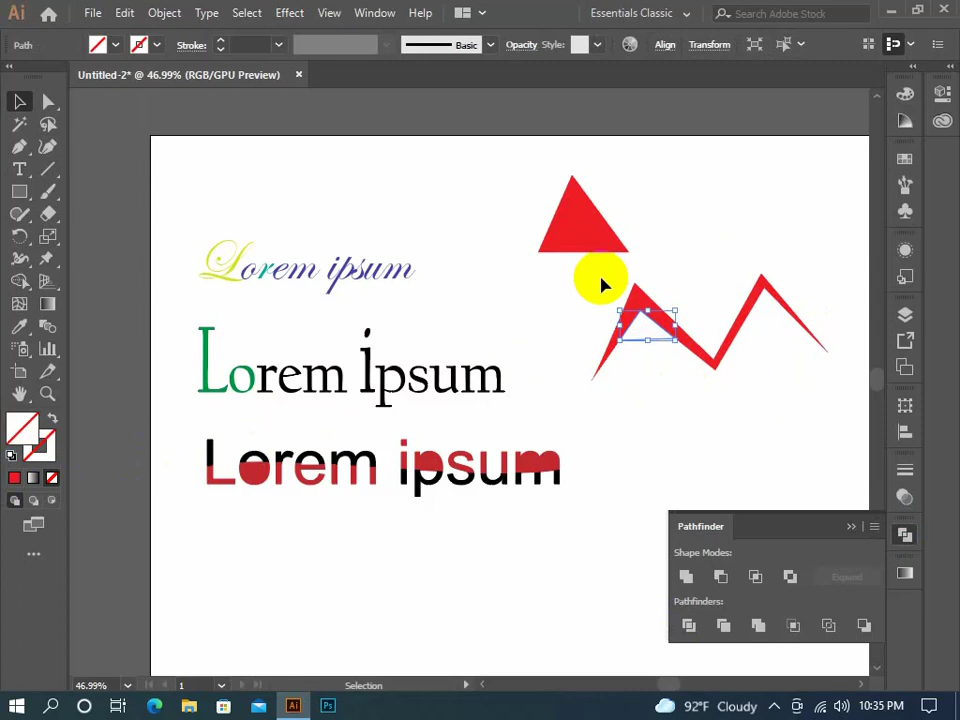 Ai File Edit Object Type Select Effect View Window Help Essentials Classic Search Adobe Stock
Path Stroke: Basic Opacity Style: Align Transform
Untitled-2* @ 46.99% (RGB/GPU Preview)
Lorem ipsum
Lorem ipsum
Lorem ipsum
Pathfinder
Shape Modes:
Expand
Pathfinders:
46.99% 1 Selection
Ai Ps 92°F Cloudy 10:35 PM